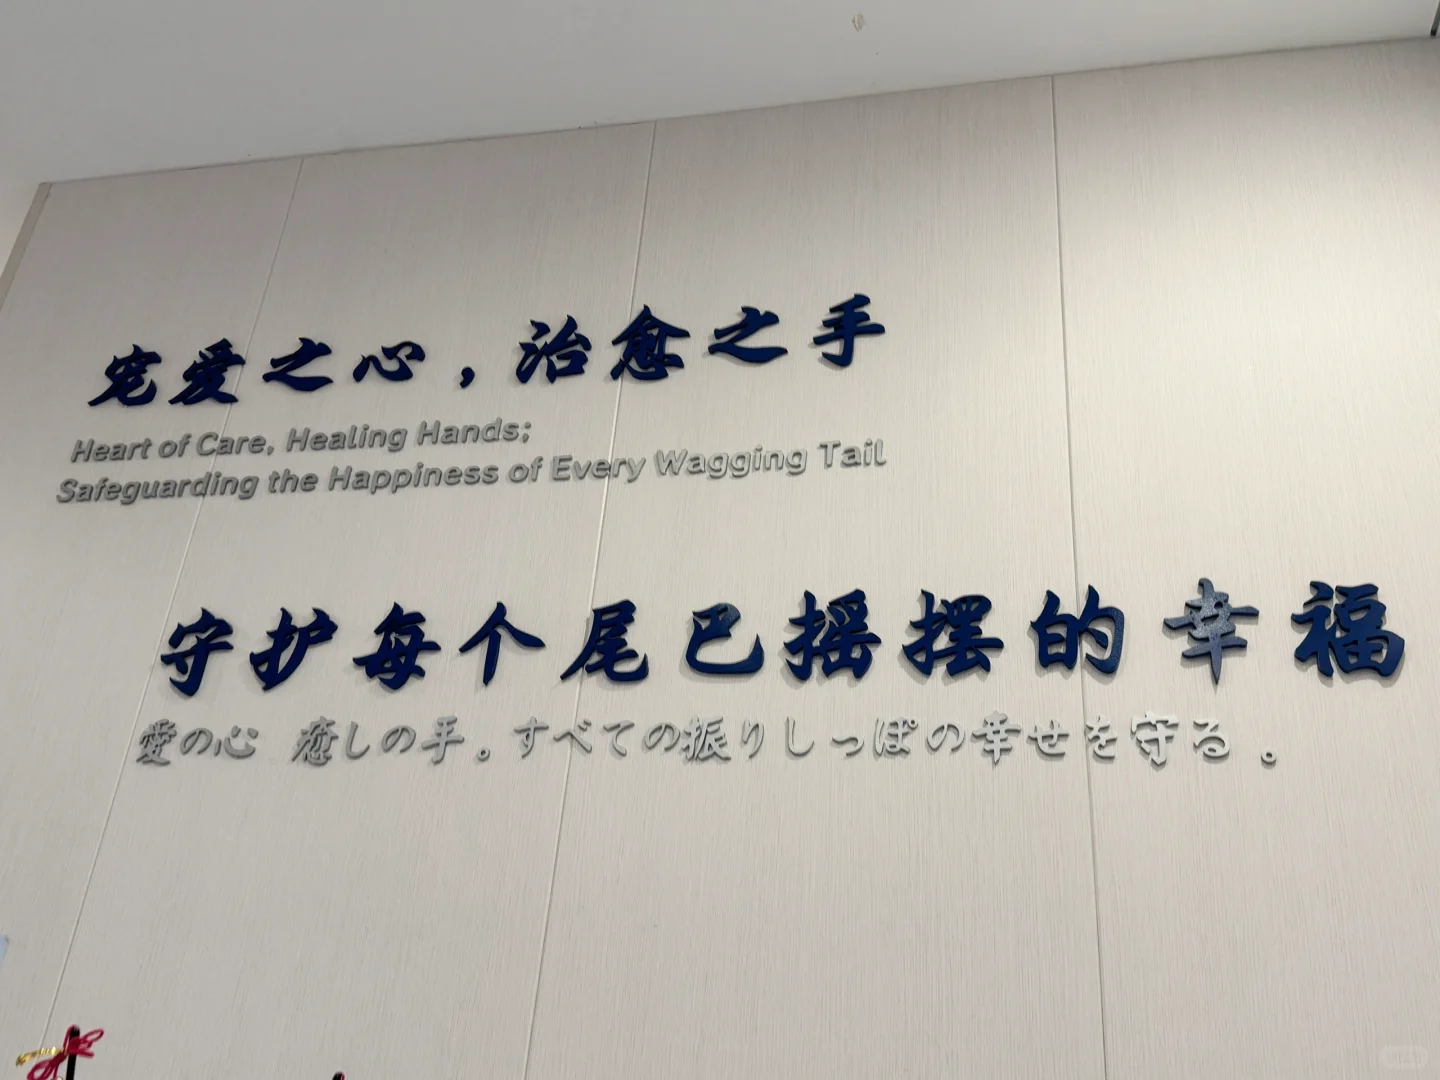 宠爱之心，治愈之手
Heart of Care, Healing Hands;
Safeguarding the Happiness of Every Wagging Tail
守护每个尾巴摇摆的幸福
愛の心 癒しの手。すべての振りしっぽの幸せを守る。